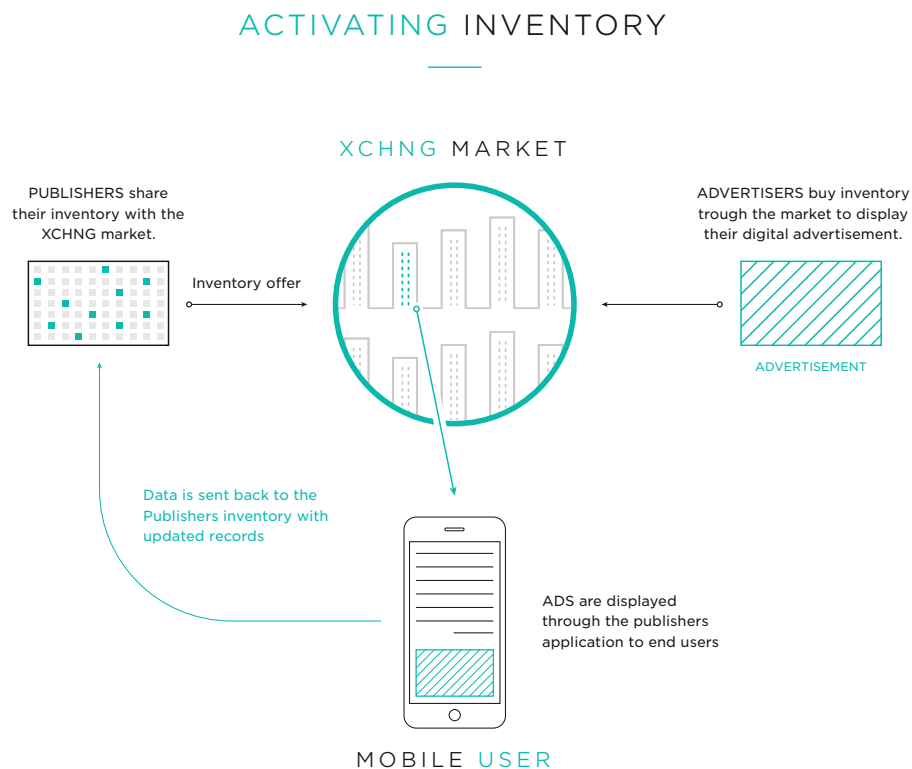 ACTIVATING INVENTORY
XCHNG MARKET
PUBLISHERS share
their inventory with the
XCHNG market.
Inventory offer
ADVERTISERS buy inventory
trough the market to display
their digital advertisement.
ADVERTISEMENT
Data is sent back to the
Publishers inventory with
updated records
ADS are displayed
through the publishers
application to end users
MOBILE USER